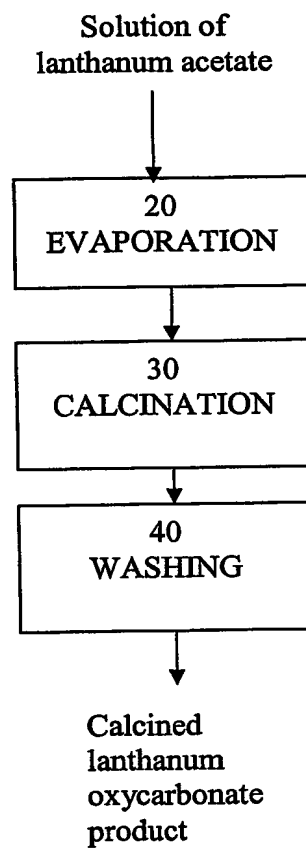 Solution of
lanthanum acetate
20
EVAPORATION
30
CALCINATION
40
WASHING
Calcined
lanthanum
oxycarbonate
product